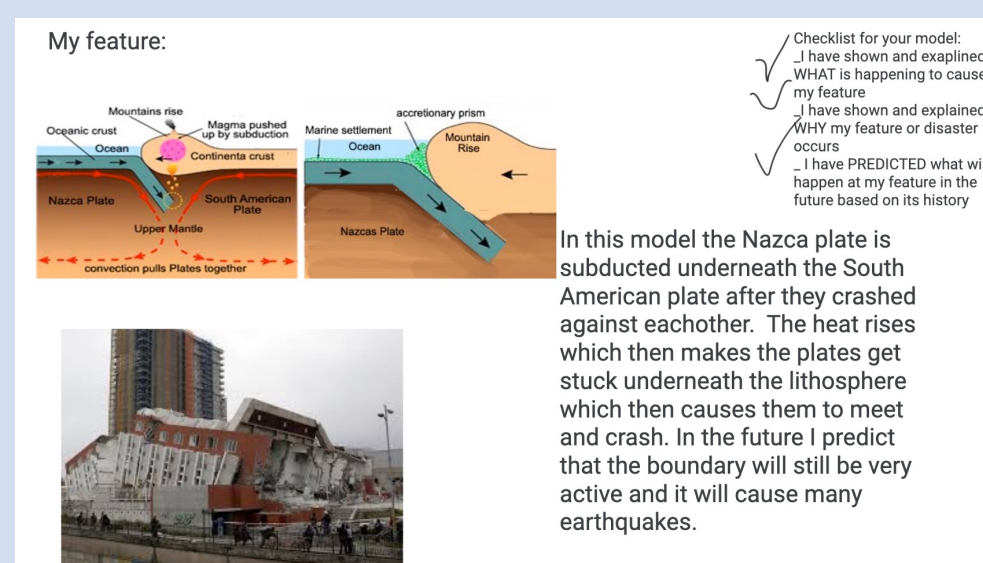 My feature:
Checklist for your model:
_I have shown and exaplined
WHAT is happening to cause
my feature
_I have shown and explained
WHY my feature or disaster
occurs
_ I have PREDICTED what wi
happen at my feature in the
future based on its history
Mountains rise
Magma pushed
up by subduction
Oceanic crust
Ocean
Continenta crust
Nazca Plate
South American
Plate
Upper Mantle
convection pulls Plates together
accretionary prism
Marine settlement
Ocean
Mountain
Rise
Nazcas Plate
In this model the Nazca plate is
subducted underneath the South
American plate after they crashed
against eachother.  The heat rises
which then makes the plates get
stuck underneath the lithosphere
which then causes them to meet
and crash. In the future I predict
that the boundary will still be very
active and it will cause many
earthquakes.